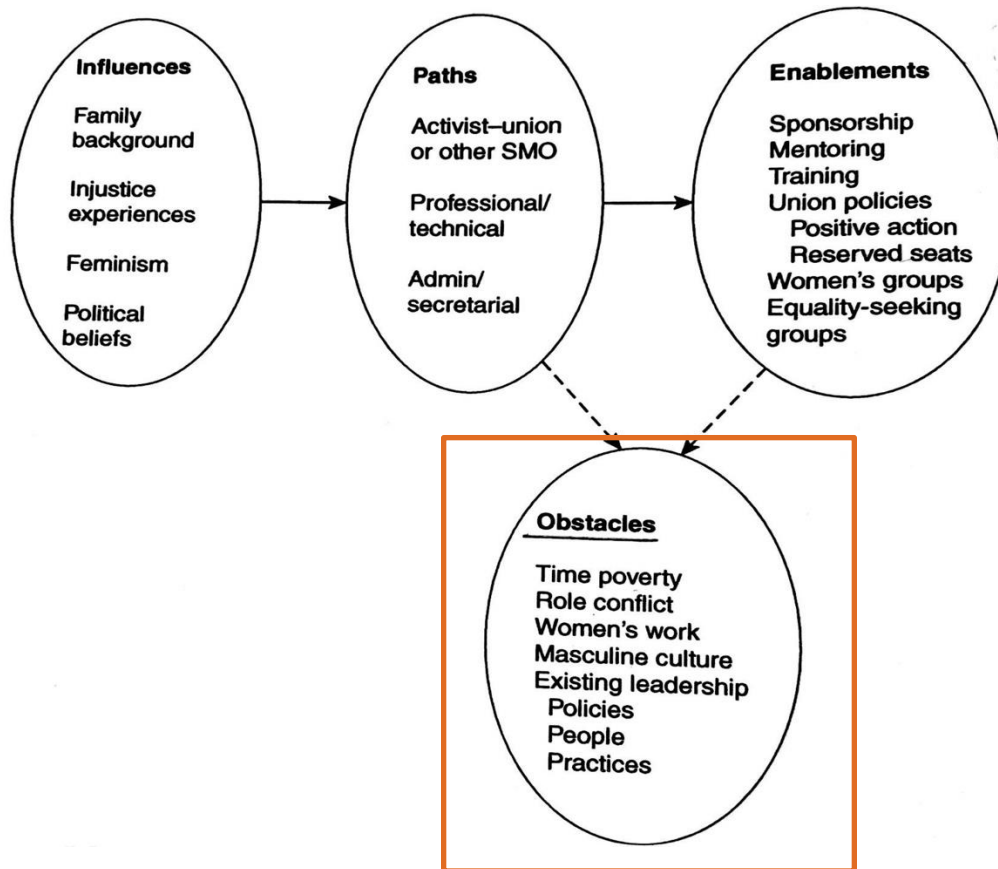 Influences
Family
background
Injustice
experiences
Feminism
Political
beliefs
Paths
Activist–union
or other SMO
Professional/
technical
Admin/
secretarial
Enablements
Sponsorship
Mentoring
Training
Union policies
Positive action
Reserved seats
Women's groups
Equality-seeking
groups
Obstacles
Time poverty
Role conflict
Women's work
Masculine culture
Existing leadership
Policies
People
Practices